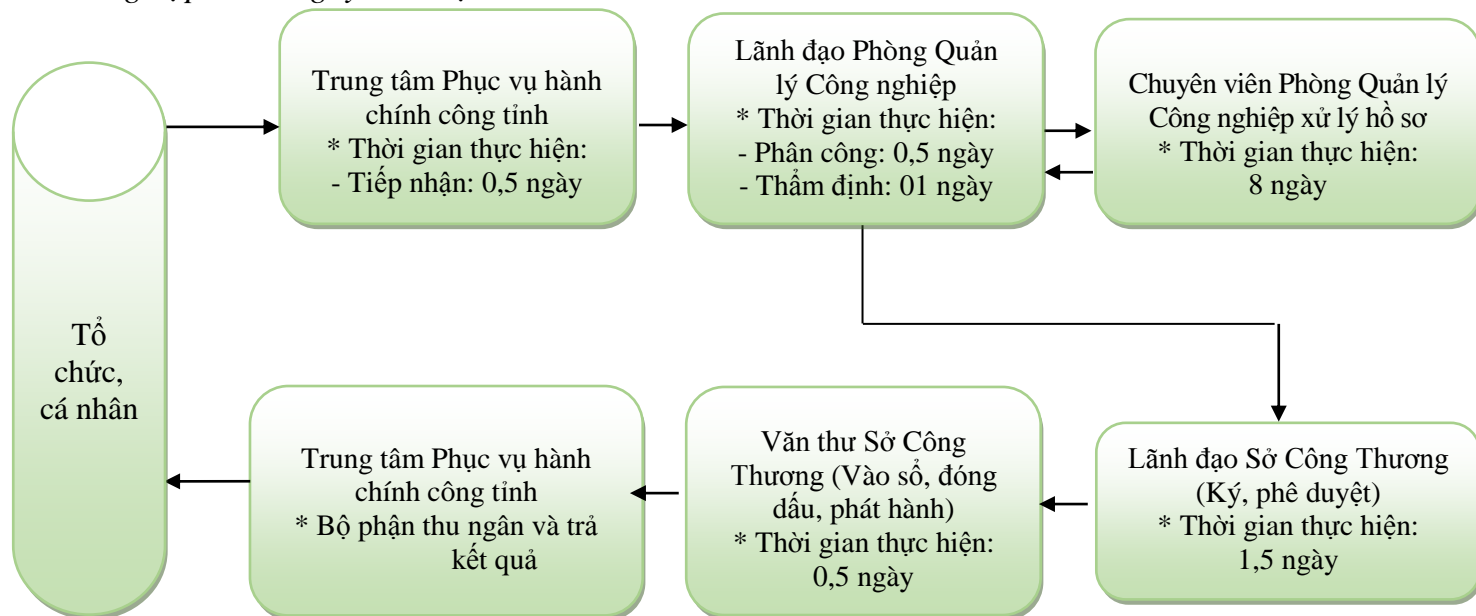 Trung tâm Phục vụ hành
chính công tỉnh
* Thời gian thực hiện:
- Tiếp nhận: 0,5 ngày
Lãnh đạo Phòng Quản
lý Công nghiệp
* Thời gian thực hiện:
- Phân công: 0,5 ngày
- Thẩm định: 01 ngày
Chuyên viên Phòng Quản lý
Công nghiệp xử lý hồ sơ
* Thời gian thực hiện:
8 ngày
Tổ
chức,
cá nhân
Trung tâm Phục vụ hành
chính công tỉnh
* Bộ phận thu ngân và trả
kết quả
Văn thư Sở Công
Thương (Vào sổ, đóng
dấu, phát hành)
* Thời gian thực hiện:
0,5 ngày
Lãnh đạo Sở Công Thương
(Ký, phê duyệt)
* Thời gian thực hiện:
1,5 ngày